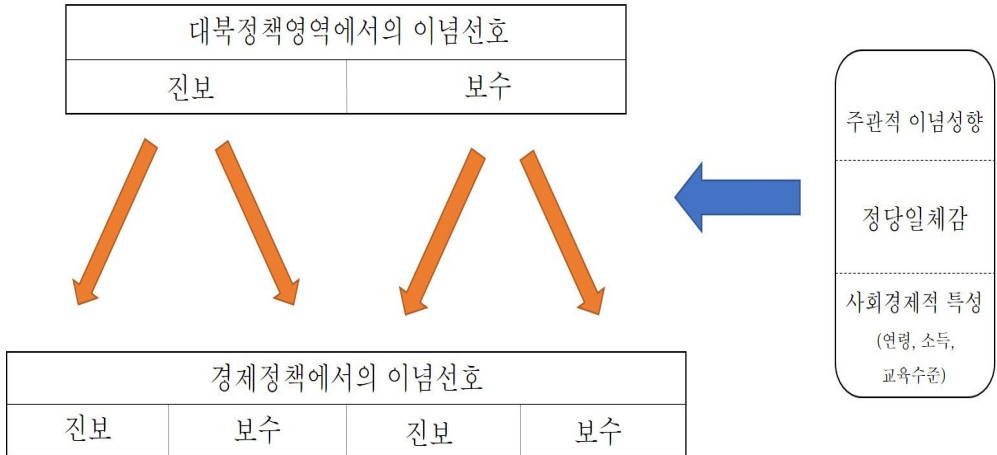 대북정책영역에서의 이념선호
진보 보수
주관적 이념성향
정당일체감
사회경제적 특성
(연령, 소득,
교육수준)
경제정책에서의 이념선호
진보 보수 진보 보수